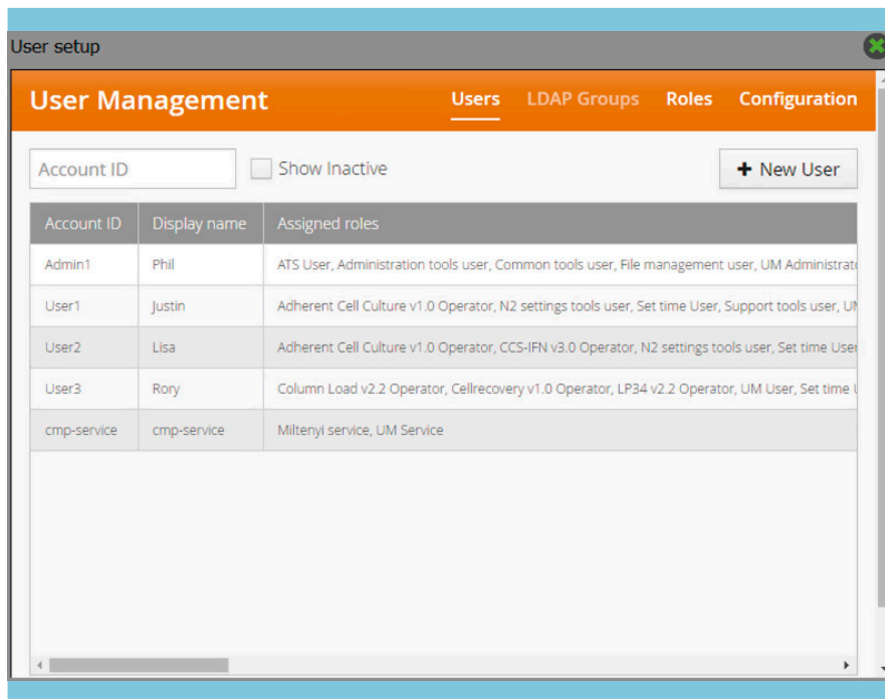 User setup
User Management Users LDAP Groups Roles Configuration
Account ID Show Inactive + New User
Account ID Display name Assigned roles
Admin1 Phil ATS User, Administration tools user, Common tools user, File management user, UM Administrat
User1 Justin Adherent Cell Culture v1.0 Operator, N2 settings tools user, Set time User, Support tools user, UM
User2 Lisa Adherent Cell Culture v1.0 Operator, CCS-IFN v3.0 Operator, N2 settings tools user, Set time User
User3 Rory Column Load v2.2 Operator, Cellrecovery v1.0 Operator, LP34 v2.2 Operator, UM User, Set time
cmp-service cmp-service Miltenyi service, UM Service